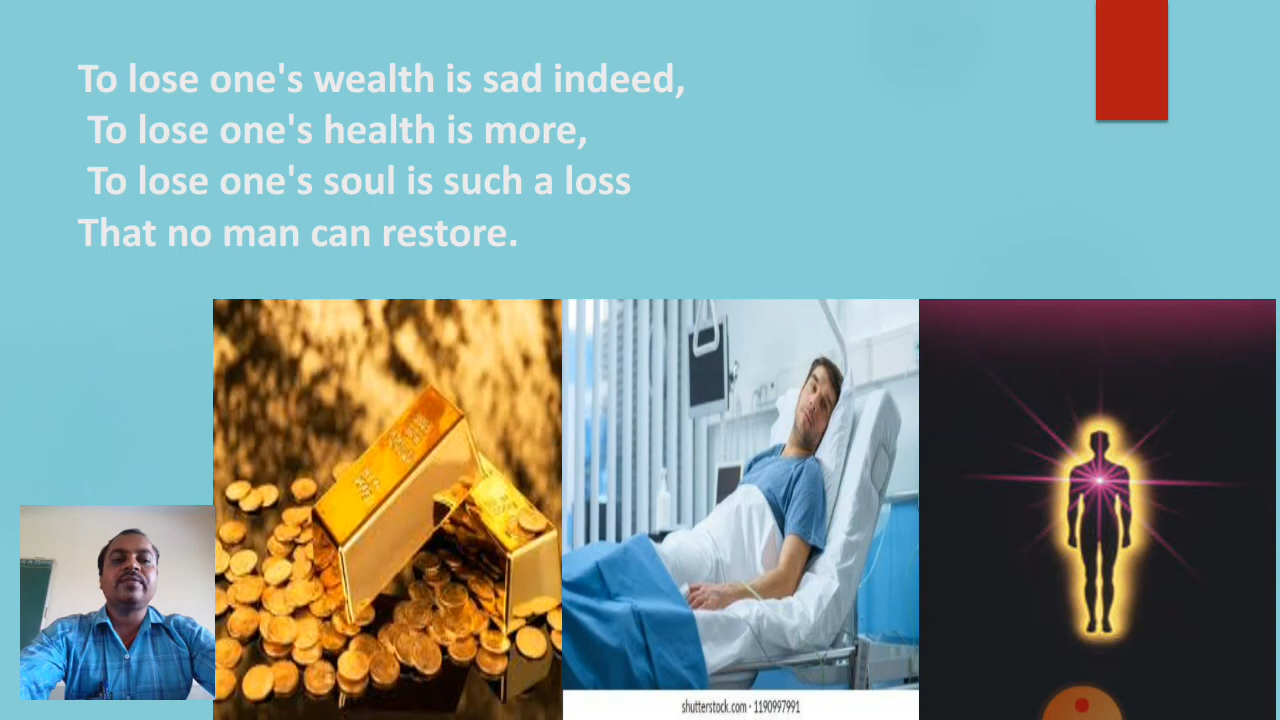 To lose one's wealth is sad indeed,
To lose one's health is more,
To lose one's soul is such a loss
That no man can restore.
shutterstock.com · 1190997991